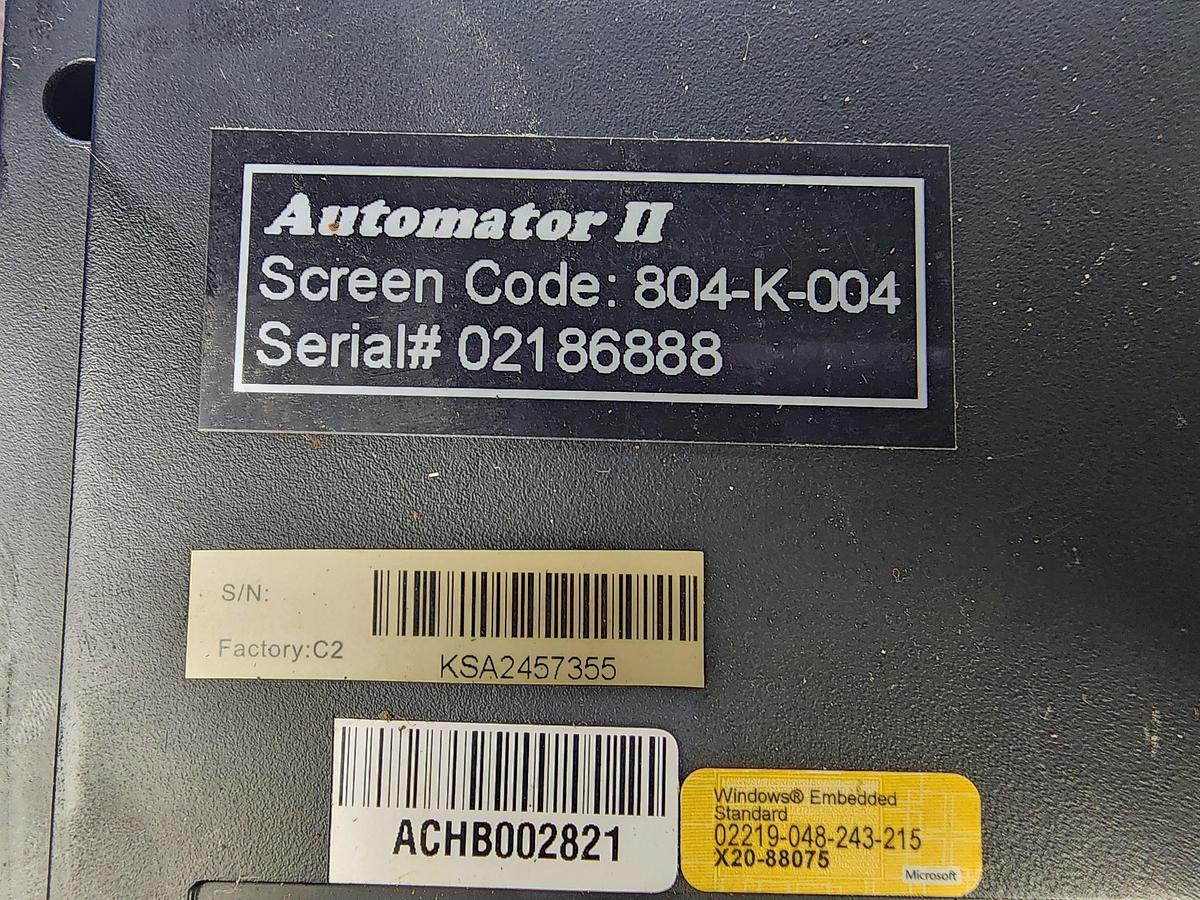 Automator II
Screen Code: 804-K-004
Serial# 02186888
S/N:
Factory:C2
KSA2457355
ACHB002821
Windows® Embedded
Standard
02219-048-243-215
X20-88075
Microsoft